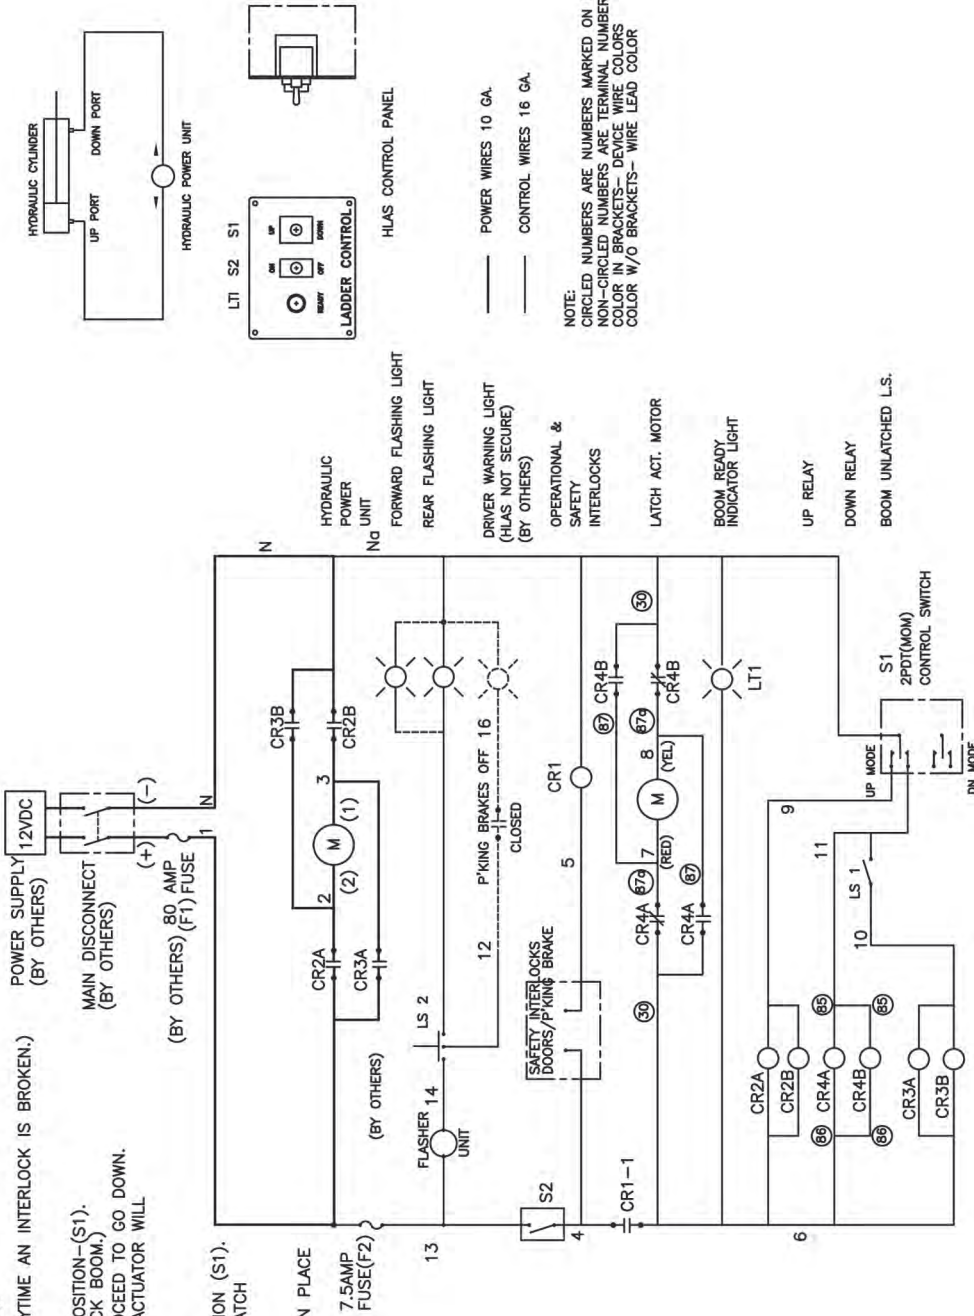 YTIME AN INTERLOCK IS BROKEN.)
OSITION-(S1).
CK BOOM.)
CEED TO GO DOWN.
ACTUATOR WILL
ION (S1).
ATCH
N PLACE
POWER SUPPLY
(BY OTHERS)
12VDC
MAIN DISCONNECT
(BY OTHERS)
(+)
(-)
(BY OTHERS)
80 AMP
(F1) FUSE
1
N
N
Na
CR3B
CR2B
CR2A
CR3A
2
(2)
M
(1)
3
HYDRAULIC
POWER
UNIT
7.5AMP
FUSE(F2)
13
FLASHER
UNIT
14
LS 2
(BY OTHERS)
12
P'KING BRAKES OFF
16
CLOSED
FORWARD FLASHING LIGHT
REAR FLASHING LIGHT
DRIVER WARNING LIGHT
(HLAS NOT SECURE)
(BY OTHERS)
S2
4
SAFETY INTERLOCKS
DOORS/P'KING BRAKE
5
CR1
OPERATIONAL &
SAFETY
INTERLOCKS
CR1-1
30
CR4A
87a
CR4A
87
7
(RED)
M
8
(YEL)
87
CR4B
87a
CR4B
30
LATCH ACT. MOTOR
LT1
BOOM READY
INDICATOR LIGHT
6
CR2A
CR2B
86
CR4A
85
86
CR4B
85
CR3A
CR3B
9
11
LS 1
10
UP MODE
DN MODE
S1
2PDT(MOM)
CONTROL SWITCH
UP RELAY
DOWN RELAY
BOOM UNLATCHED L.S.
HYDRAULIC CYLINDER
UP PORT
DOWN PORT
HYDRAULIC POWER UNIT
LTI S2 S1
ON
UP
READY
OFF
DOWN
LADDER CONTROL
HLAS CONTROL PANEL
POWER WIRES 10 GA.
CONTROL WIRES 16 GA.
NOTE:
CIRCLED NUMBERS ARE NUMBERS MARKED ON
NON-CIRCLED NUMBERS ARE TERMINAL NUMBER
COLOR IN BRACKETS- DEVICE WIRE COLORS
COLOR W/O BRACKETS- WIRE LEAD COLOR